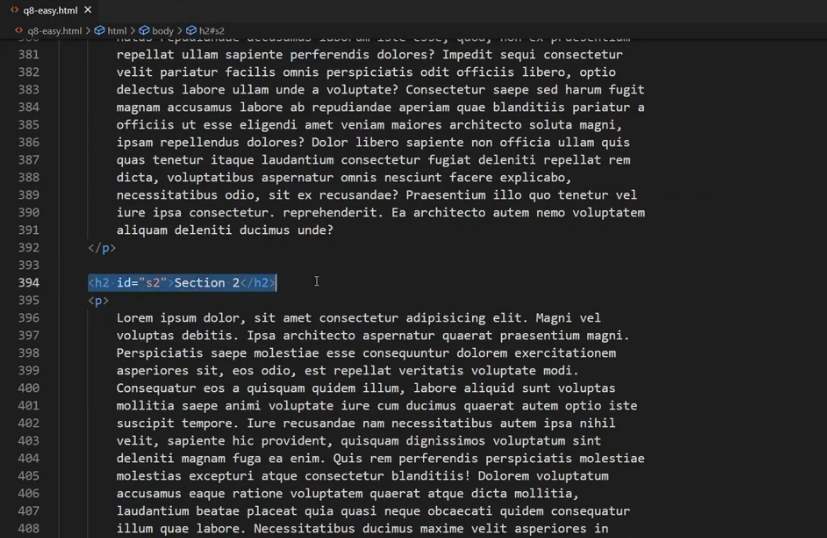 q8-easy.html
q8-easy.html > html > body > h2#s2
381 repellat ullam sapiente perferendis dolores? Impedit sequi consectetur
382 velit pariatur facilis omnis perspiciatis odit officiis libero, optio
383 delectus labore ullam unde a voluptate? Consectetur saepe sed harum fugit
384 magnam accusamus labore ab repudiandae aperiam quae blanditiis pariatur a
385 officiis ut esse eligendi amet veniam maiores architecto soluta magni,
386 ipsam repellendus dolores? Dolor libero sapiente non officia ullam quis
387 quas tenetur itaque laudantium consectetur fugiat deleniti repellat rem
388 dicta, voluptatibus aspernatur omnis nesciunt facere explicabo,
389 necessitatibus odio, sit ex recusandae? Praesentium illo quo tenetur vel
390 iure ipsa consectetur. reprehenderit. Ea architecto autem nemo voluptatem
391 aliquam deleniti ducimus unde?
392 </p>
393
394 <h2 id="s2">Section 2</h2>
395 <p>
396 Lorem ipsum dolor, sit amet consectetur adipisicing elit. Magni vel
397 voluptas debitis. Ipsa architecto aspernatur quaerat praesentium magni.
398 Perspiciatis saepe molestiae esse consequuntur dolorem exercitationem
399 asperiores sit, eos odio, est repellat veritatis voluptate modi.
400 Consequatur eos a quisquam quidem illum, labore aliquid sunt voluptas
401 mollitia saepe animi voluptate iure cum ducimus quaerat autem optio iste
402 suscipit tempore. Iure recusandae nam necessitatibus autem ipsa nihil
403 velit, sapiente hic provident, quisquam dignissimos voluptatum sint
404 deleniti magnam fuga ea enim. Quis rem perferendis perspiciatis molestiae
405 molestias excepturi atque consectetur blanditiis! Dolorem voluptatum
406 accusamus eaque ratione voluptatem quaerat atque dicta mollitia,
407 laudantium beatae placeat quia quasi neque obcaecati quidem consequatur
408 illum quae labore. Necessitatibus ducimus maxime velit asperiores in